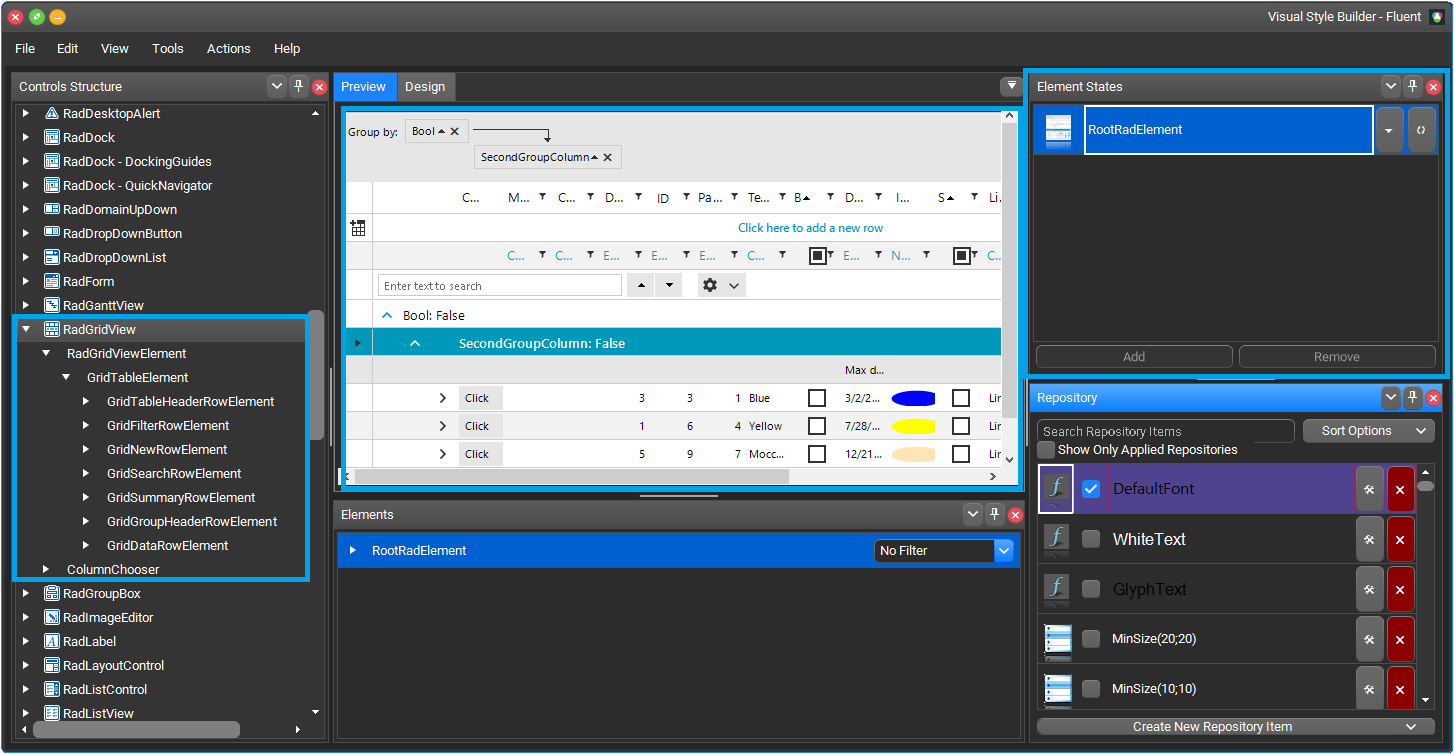 Visual Style Builder - Fluent
File Edit View Tools Actions Help
Controls Structure
RadDesktopAlert
RadDock
RadDock - DockingGuides
RadDock - QuickNavigator
RadDomainUpDown
RadDropDownButton
RadDropDownList
RadForm
RadGanttView
RadGridView
RadGridViewElement
GridTableElement
GridTableHeaderRowElement
GridFilterRowElement
GridNewRowElement
GridSearchRowElement
GridSummaryRowElement
GridGroupHeaderRowElement
GridDataRowElement
ColumnChooser
RadGroupBox
RadImageEditor
RadLabel
RadLayoutControl
RadListControl
RadListView
Preview Design
Group by: Bool
SecondGroupColumn
C... M... C... D... ID Pa... Te... B D... I... S Li
Click here to add a new row
C... C... E... E... E... C... E... N... C...
Enter text to search
Bool: False
SecondGroupColumn: False
Max d...
Click 3 3 1 Blue 3/2/2... Lir
Click 1 6 4 Yellow 7/28/... Lir
Click 5 9 7 Mocc... 12/21... Lir
Elements
RootRadElement No Filter
Element States
RootRadElement
Add Remove
Repository
Search Repository Items Sort Options
Show Only Applied Repositories
f DefaultFont
f WhiteText
f GlyphText
MinSize(20;20)
MinSize(10;10)
Create New Repository Item